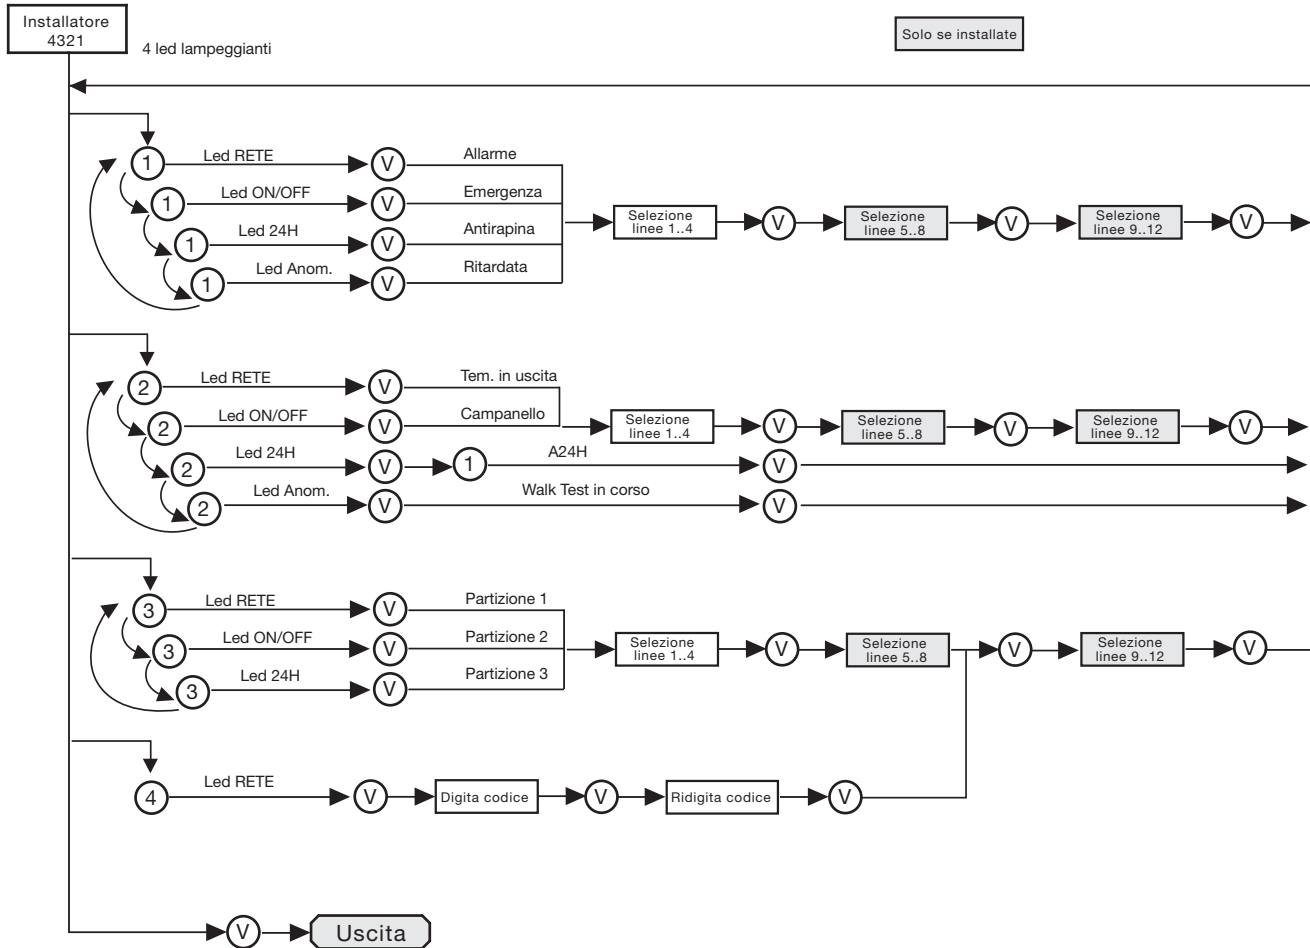 Installatore
4321
4 led lampeggianti
Solo se installate
1 Led RETE V Allarme
1 Led ON/OFF V Emergenza
Selezione
linee 1..4
V
Selezione
linee 5..8
V
Selezione
linee 9..12
V
1 Led 24H V Antirapina
1 Led Anom. V Ritardata
2 Led RETE V Tem. in uscita
2 Led ON/OFF V Campanello
Selezione
linee 1..4
V
Selezione
linee 5..8
V
Selezione
linee 9..12
V
2 Led 24H V 1 A24H V
2 Led Anom. V Walk Test in corso V
3 Led RETE V Partizione 1
3 Led ON/OFF V Partizione 2
Selezione
linee 1..4
V
Selezione
linee 5..8
V
Selezione
linee 9..12
V
3 Led 24H V Partizione 3
4 Led RETE V Digita codice V Ridigita codice V
V Uscita